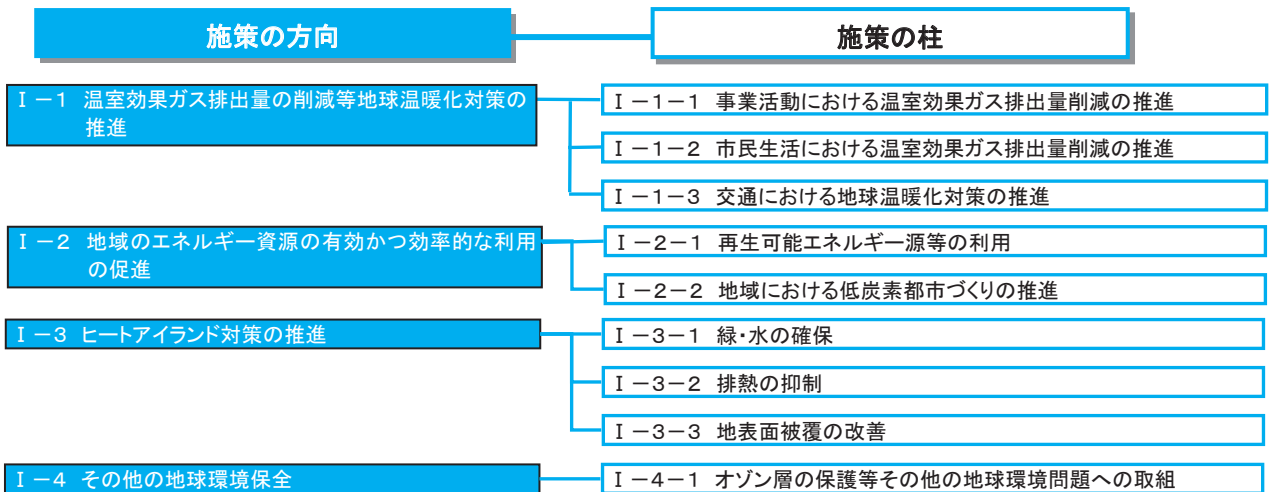 施策の方向
施策の柱
Ⅰ－1 温室効果ガス排出量の削減等地球温暖化対策の
推進
Ⅰ－1－1 事業活動における温室効果ガス排出量削減の推進
Ⅰ－1－2 市民生活における温室効果ガス排出量削減の推進
Ⅰ－1－3 交通における地球温暖化対策の推進
Ⅰ－2 地域のエネルギー資源の有効かつ効率的な利用
の促進
Ⅰ－2－1 再生可能エネルギー源等の利用
Ⅰ－2－2 地域における低炭素都市づくりの推進
Ⅰ－3 ヒートアイランド対策の推進
Ⅰ－3－1 緑・水の確保
Ⅰ－3－2 排熱の抑制
Ⅰ－3－3 地表面被覆の改善
Ⅰ－4 その他の地球環境保全
Ⅰ－4－1 オゾン層の保護等その他の地球環境問題への取組